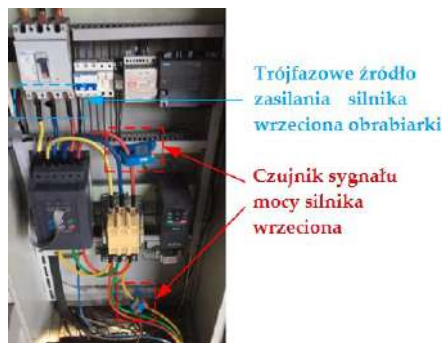 Trójfazowe źródło
zasilania silnika
wrzeciona obrabiarki
Czujnik sygnału
mocy silnika
wrzeciona